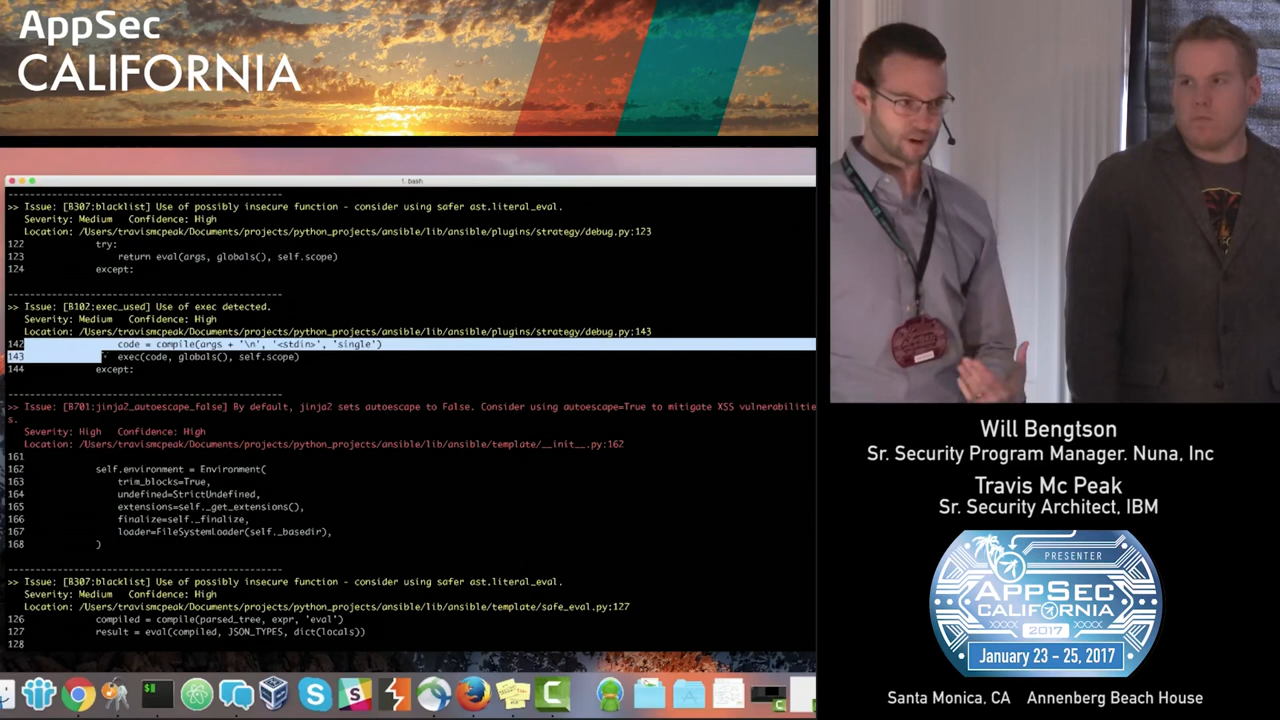 AppSec
CALIFORNIA
1. bash
--------------------------------------------------
>> Issue: [B307:blacklist] Use of possibly insecure function - consider using safer ast.literal_eval.
Severity: Medium   Confidence: High
Location: /Users/travismcpeak/Documents/projects/python_projects/ansible/lib/ansible/plugins/strategy/debug.py:123
122             try:
123                 return eval(args, globals(), self.scope)
124             except:
--------------------------------------------------
>> Issue: [B102:exec_used] Use of exec detected.
Severity: Medium   Confidence: High
Location: /Users/travismcpeak/Documents/projects/python_projects/ansible/lib/ansible/plugins/strategy/debug.py:143
142                 code = compile(args + '\n', '<stdin>', 'single')
143                 exec(code, globals(), self.scope)
144             except:
--------------------------------------------------
>> Issue: [B701:jinja2_autoescape_false] By default, jinja2 sets autoescape to False. Consider using autoescape=True to mitigate XSS vulnerabilitie
s.
Severity: High   Confidence: High
Location: /Users/travismcpeak/Documents/projects/python_projects/ansible/lib/ansible/template/__init__.py:162
161
162             self.environment = Environment(
163                 trim_blocks=True,
164                 undefined=StrictUndefined,
165                 extensions=self._get_extensions(),
166                 finalize=self._finalize,
167                 loader=FileSystemLoader(self._basedir),
168             )
--------------------------------------------------
>> Issue: [B307:blacklist] Use of possibly insecure function - consider using safer ast.literal_eval.
Severity: Medium   Confidence: High
Location: /Users/travismcpeak/Documents/projects/python_projects/ansible/lib/ansible/template/safe_eval.py:127
126             compiled = compile(parsed_tree, expr, 'eval')
127             result = eval(compiled, JSON_TYPES, dict(locals))
128
Will Bengtson
Sr. Security Program Manager. Nuna, Inc
Travis Mc Peak
Sr. Security Architect, IBM
PRESENTER
APPSEC
CALIFORNIA
XXXX 2017 XXXX
January 23 - 25, 2017
Santa Monica, CA   Annenberg Beach House